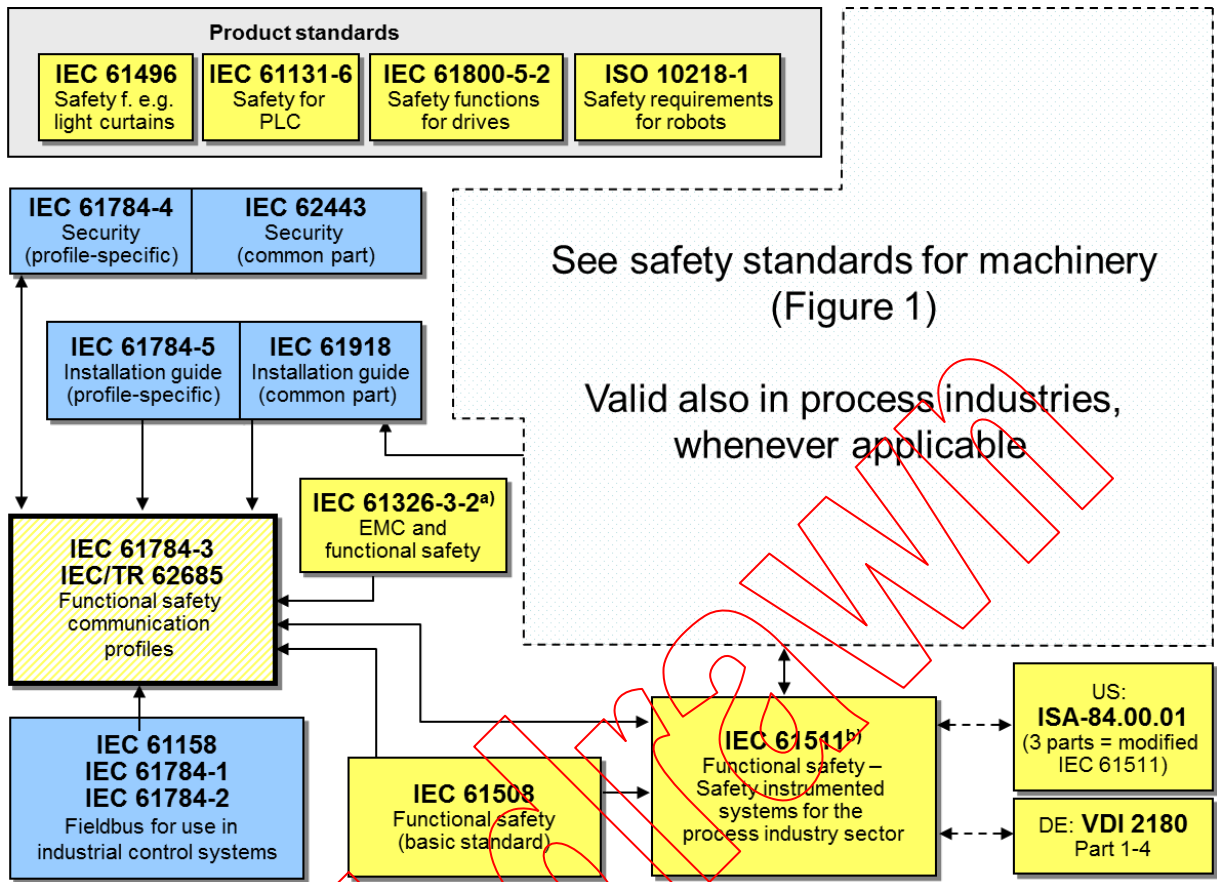 Product standards
IEC 61496
Safety f. e.g.
light curtains
IEC 61131-6
Safety for
PLC
IEC 61800-5-2
Safety functions
for drives
ISO 10218-1
Safety requirements
for robots
IEC 61784-4
Security
(profile-specific)
IEC 62443
Security
(common part)
See safety standards for machinery
(Figure 1)
Valid also in process industries,
whenever applicable
IEC 61784-5
Installation guide
(profile-specific)
IEC 61918
Installation guide
(common part)
IEC 61326-3-2a)
EMC and
functional safety
IEC 61784-3
IEC/TR 62685
Functional safety
communication
profiles
IEC 61158
IEC 61784-1
IEC 61784-2
Fieldbus for use in
industrial control systems
IEC 61508
Functional safety
(basic standard)
IEC 61511b)
Functional safety –
Safety instrumented
systems for the
process industry sector
US:
ISA-84.00.01
(3 parts = modified
IEC 61511)
DE: VDI 2180
Part 1-4